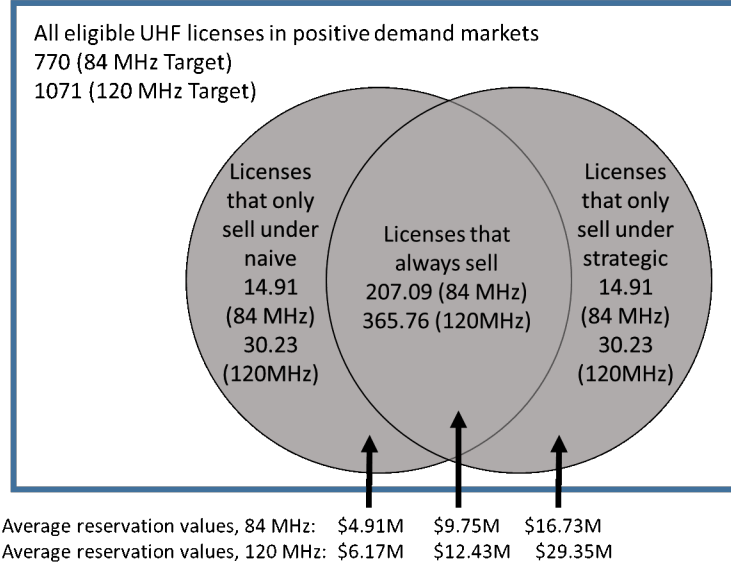 All eligible UHF licenses in positive demand markets
770 (84 MHz Target)
1071 (120 MHz Target)
Licenses
that only
sell under
naive
14.91
(84 MHz)
30.23
(120MHz)
Licenses that
always sell
207.09 (84 MHz)
365.76 (120MHz)
Licenses
that only
sell under
strategic
14.91
(84 MHz)
30.23
(120MHz)
Average reservation values, 84 MHz: $4.91M $9.75M $16.73M
Average reservation values, 120 MHz: $6.17M $12.43M $29.35M